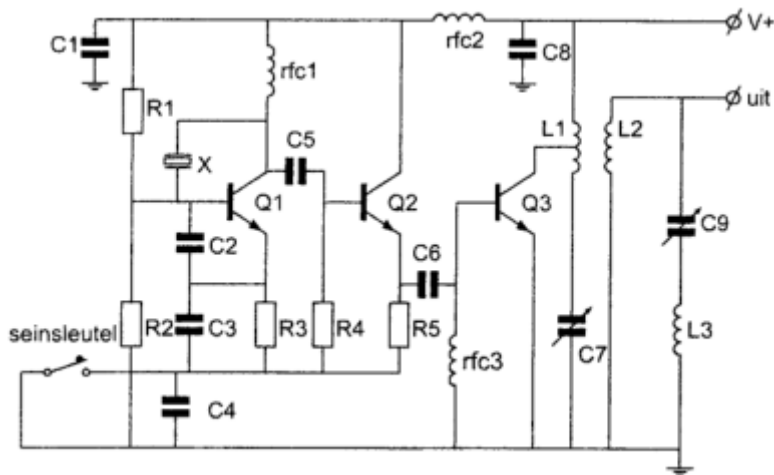 C1
rfc1
rfc2
C8
V+
R1
X
C5
L1
L2
uit
Q1
Q2
Q3
C9
C2
C6
seinsleutel
R2
C3
R3
R4
R5
rfc3
C7
L3
C4